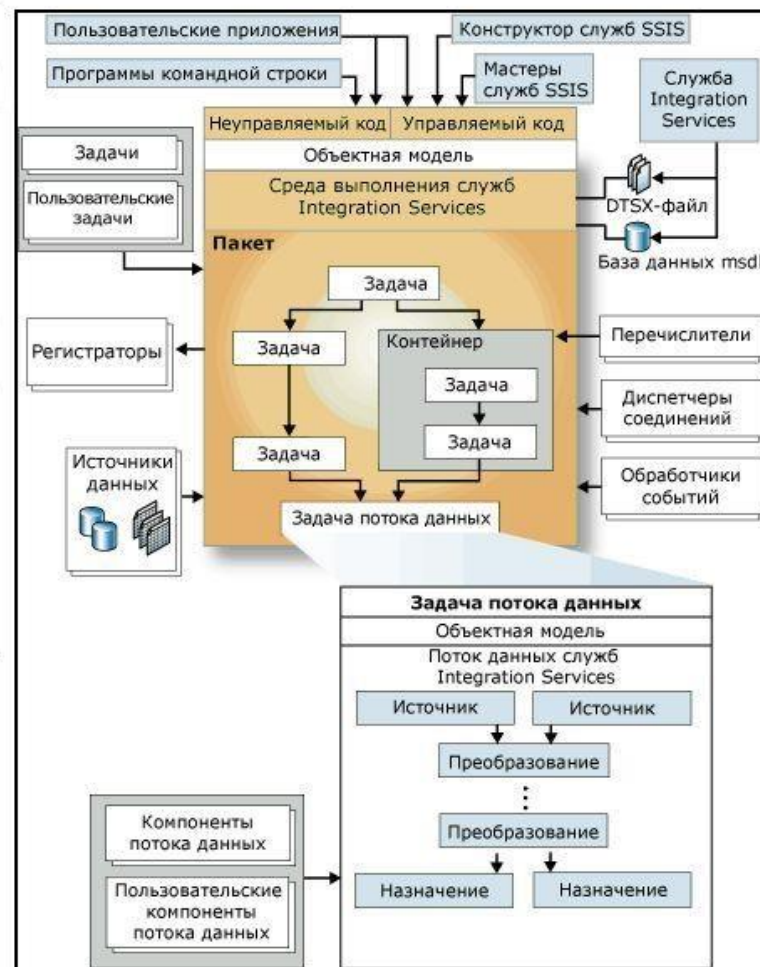 Пользовательские приложения
Конструктор служб SSIS
Программы командной строки
Мастеры
служб SSIS
Служба
Integration
Services
Неуправляемый код
Управляемый код
Объектная модель
Задачи
Пользовательские
задачи
Среда выполнения служб
Integration Services
DTSX-файл
База данных msd
Пакет
Задача
Регистраторы
Задача
Контейнер
Задача
Задача
Задача
Перечислители
Диспетчеры
соединений
Обработчики
событий
Источники
данных
Задача потока данных
Задача потока данных
Объектная модель
Поток данных служб
Integration Services
Источник
Источник
Преобразование
Преобразование
Назначение
Назначение
Компоненты
потока данных
Пользовательские
компоненты
потока данных